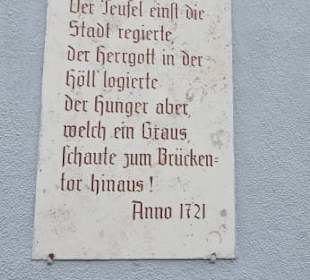 Der Teufel einst die
Stadt regierte,
der Herrgott in der
Höll' logierte
der Hunger aber,
welch ein Graus,
schaute zum Brücken=
tor hinaus!
Anno 1721